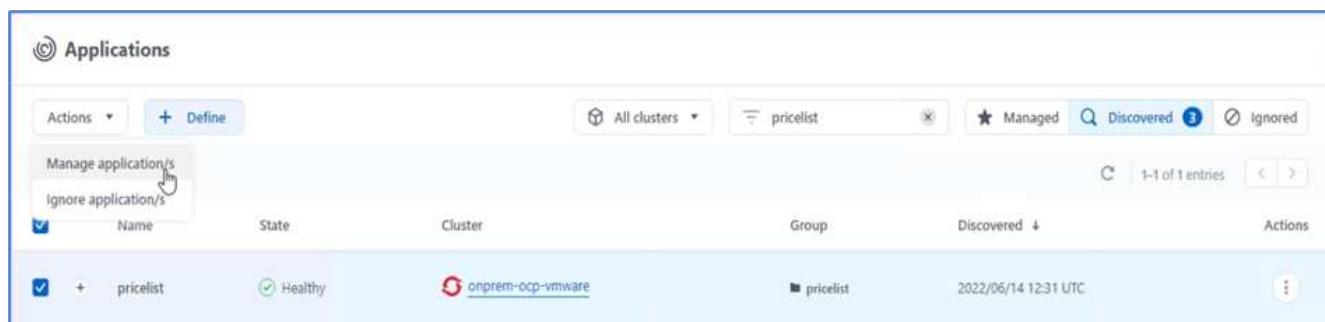 Applications
Actions + Define All clusters pricelist Managed Discovered 3 Ignored
Manage application/s
1-1 of 1 entries
Ignore application/s
Name State Cluster Group Discovered ↓ Actions
+ pricelist Healthy onprem-ocp-vmware pricelist 2022/06/14 12:31 UTC